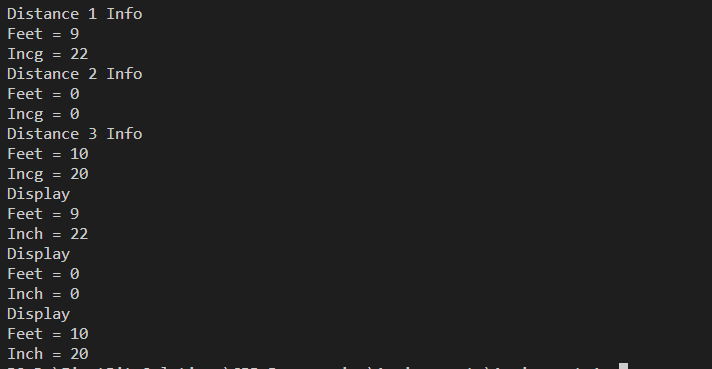 Distance 1 Info
Feet = 9
Incg = 22
Distance 2 Info
Feet = 0
Incg = 0
Distance 3 Info
Feet = 10
Incg = 20
Display
Feet = 9
Inch = 22
Display
Feet = 0
Inch = 0
Display
Feet = 10
Inch = 20